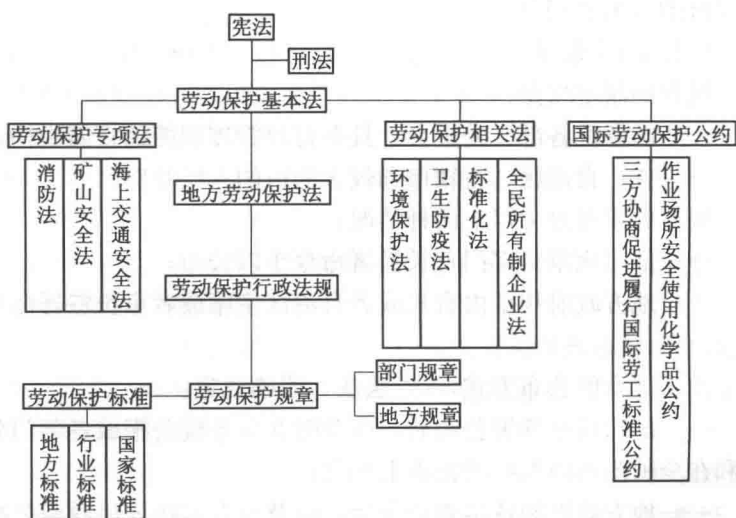 宪法
刑法
劳动保护基本法
劳动保护专项法
劳动保护相关法
国际劳动保护公约
消防法
矿山安全法
海上交通安全法
地方劳动保护法
环境保护法
卫生防疫法
标准化法
全民所有制企业法
三方协商促进履行国际劳工标准公约
作业场所安全使用化学品公约
劳动保护行政法规
劳动保护标准
劳动保护规章
部门规章
地方规章
地方标准
行业标准
国家标准